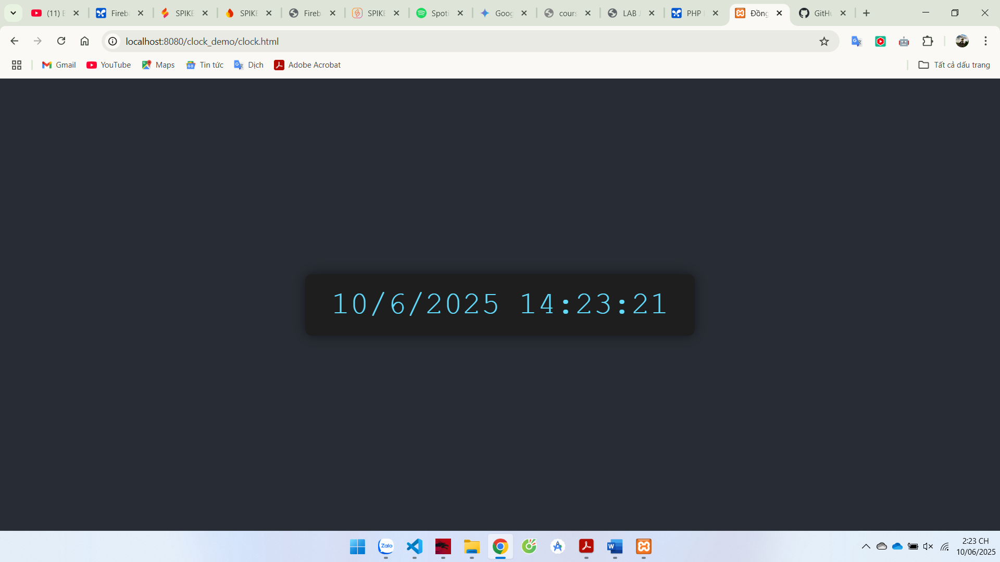 (11) E
Fireb
SPIKE
SPIKE
Fireb
SPIKE
Spoti
Goog
cours
LAB J
PHP
Đồng
GitHu
localhost:8080/clock_demo/clock.html
Gmail
YouTube
Maps
Tin tức
Dịch
Adobe Acrobat
Tất cả dấu trang
10/6/2025 14:23:21
Zalo
2:23 CH
10/06/2025